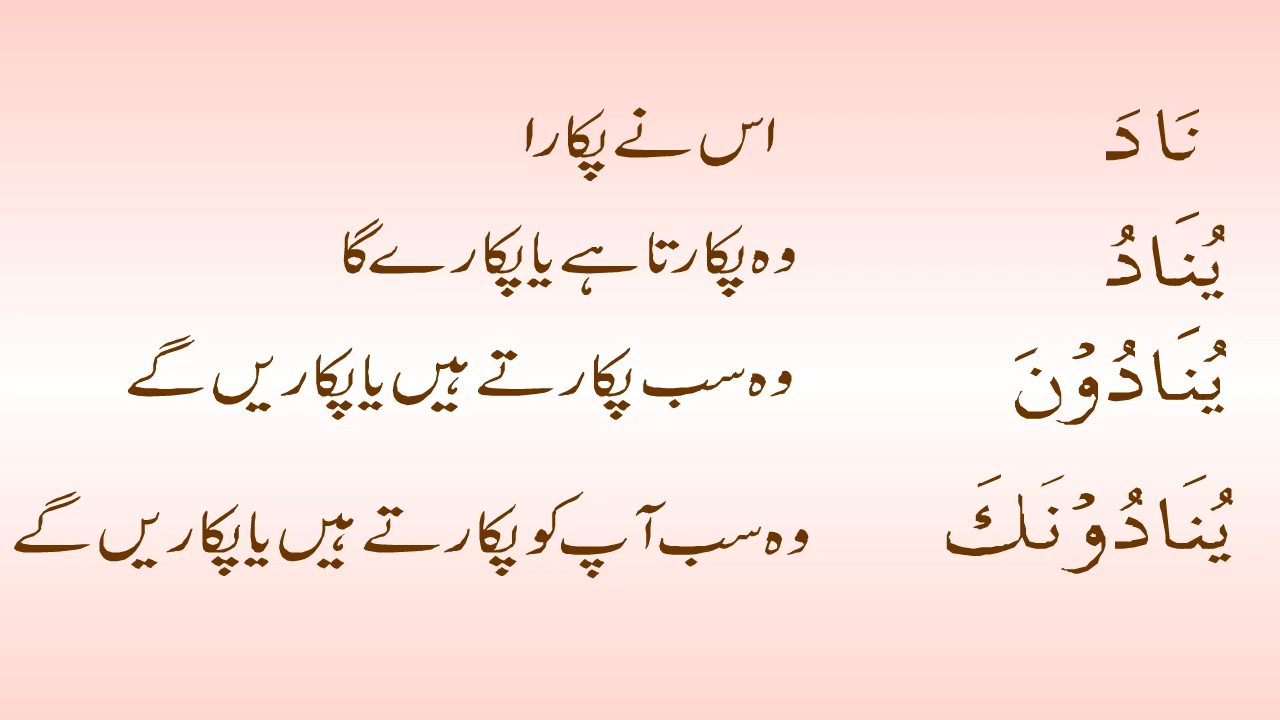 نَادَ اس نے پکارا
يُنَادُ وہ پکارتا ہے یا پکارے گا
يُنَادُوْنَ وہ سب پکارتے ہیں یا پکاریں گے
يُنَادُوْنَكَ وہ سب آپ کو پکارتے ہیں یا پکاریں گے